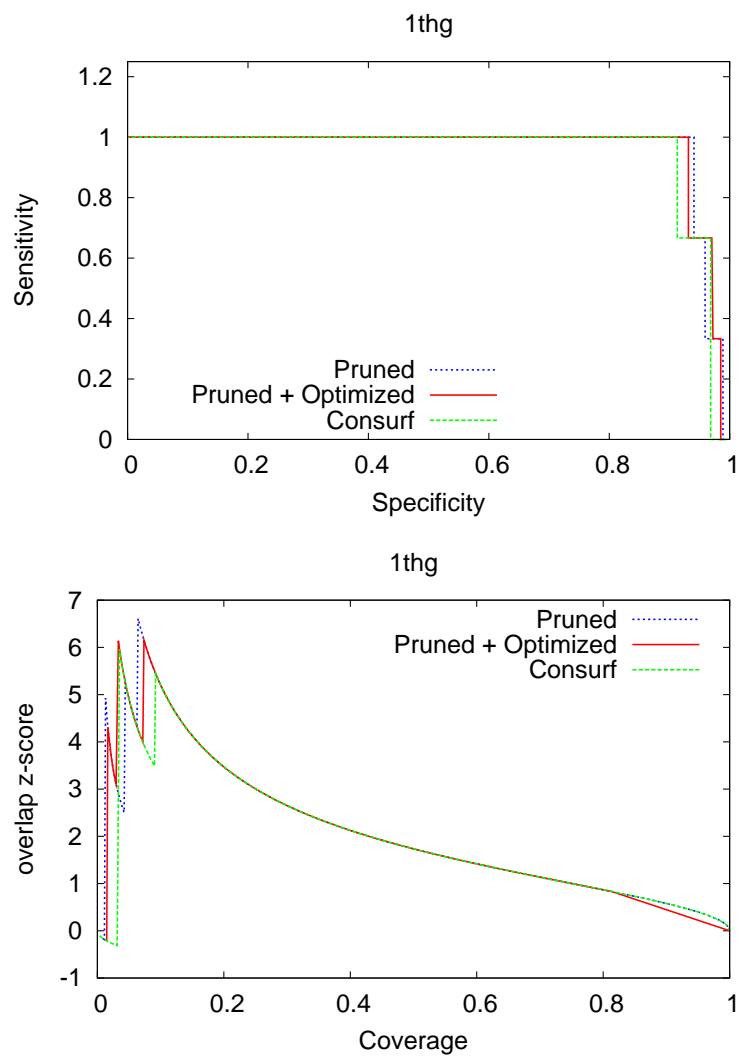 1thg
1.2
1
0.8
0.6
0.4
0.2
0
Sensitivity
Pruned
Pruned + Optimized
Consurf
0 0.2 0.4 0.6 0.8 1
Specificity
1thg
7
6
5
4
3
2
1
0
-1
overlap z-score
Pruned
Pruned + Optimized
Consurf
0 0.2 0.4 0.6 0.8 1
Coverage